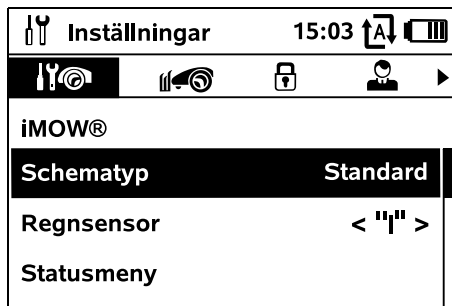 Inställningar 15:03 A
iMOW®
Schematyp Standard
Regnsensor < "I" >
Statusmeny